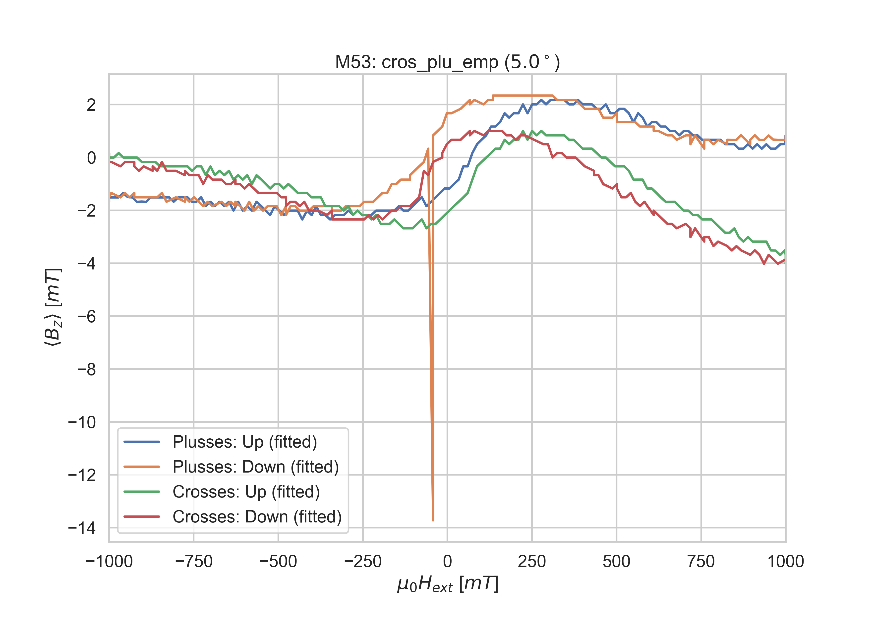 M53: cros_plu_emp (5.0°)
2
0
−2
−4
−6
−8
−10
−12
−14
⟨B_z⟩ [mT]
Plusses: Up (fitted)
Plusses: Down (fitted)
Crosses: Up (fitted)
Crosses: Down (fitted)
−1000 −750 −500 −250 0 250 500 750 1000
μ₀H_ext [mT]